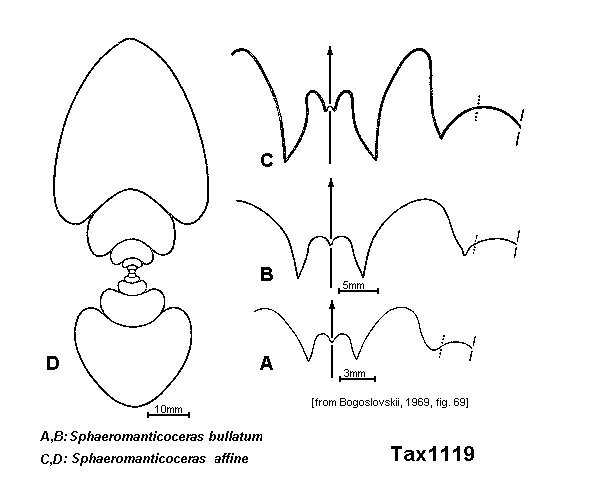 C
B
5mm
D
A
3mm
10mm
[from Bogoslovskii, 1969, fig. 69]
A,B: Sphaeromanticoceras bullatum
C,D: Sphaeromanticoceras affine
Tax1119